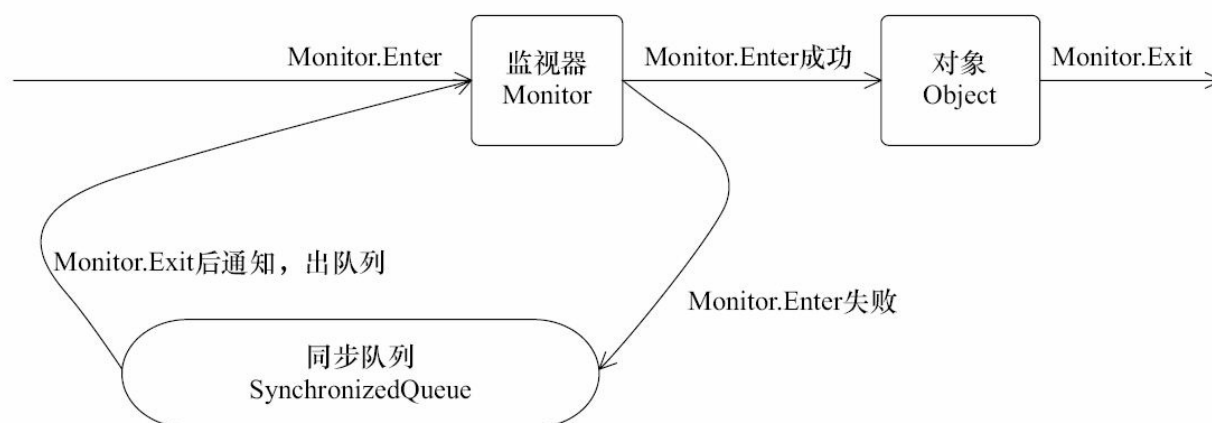 Monitor.Enter
监视器
Monitor
Monitor.Enter成功
对象
Object
Monitor.Exit
Monitor.Exit后通知，出队列
Monitor.Enter失败
同步队列
SynchronizedQueue